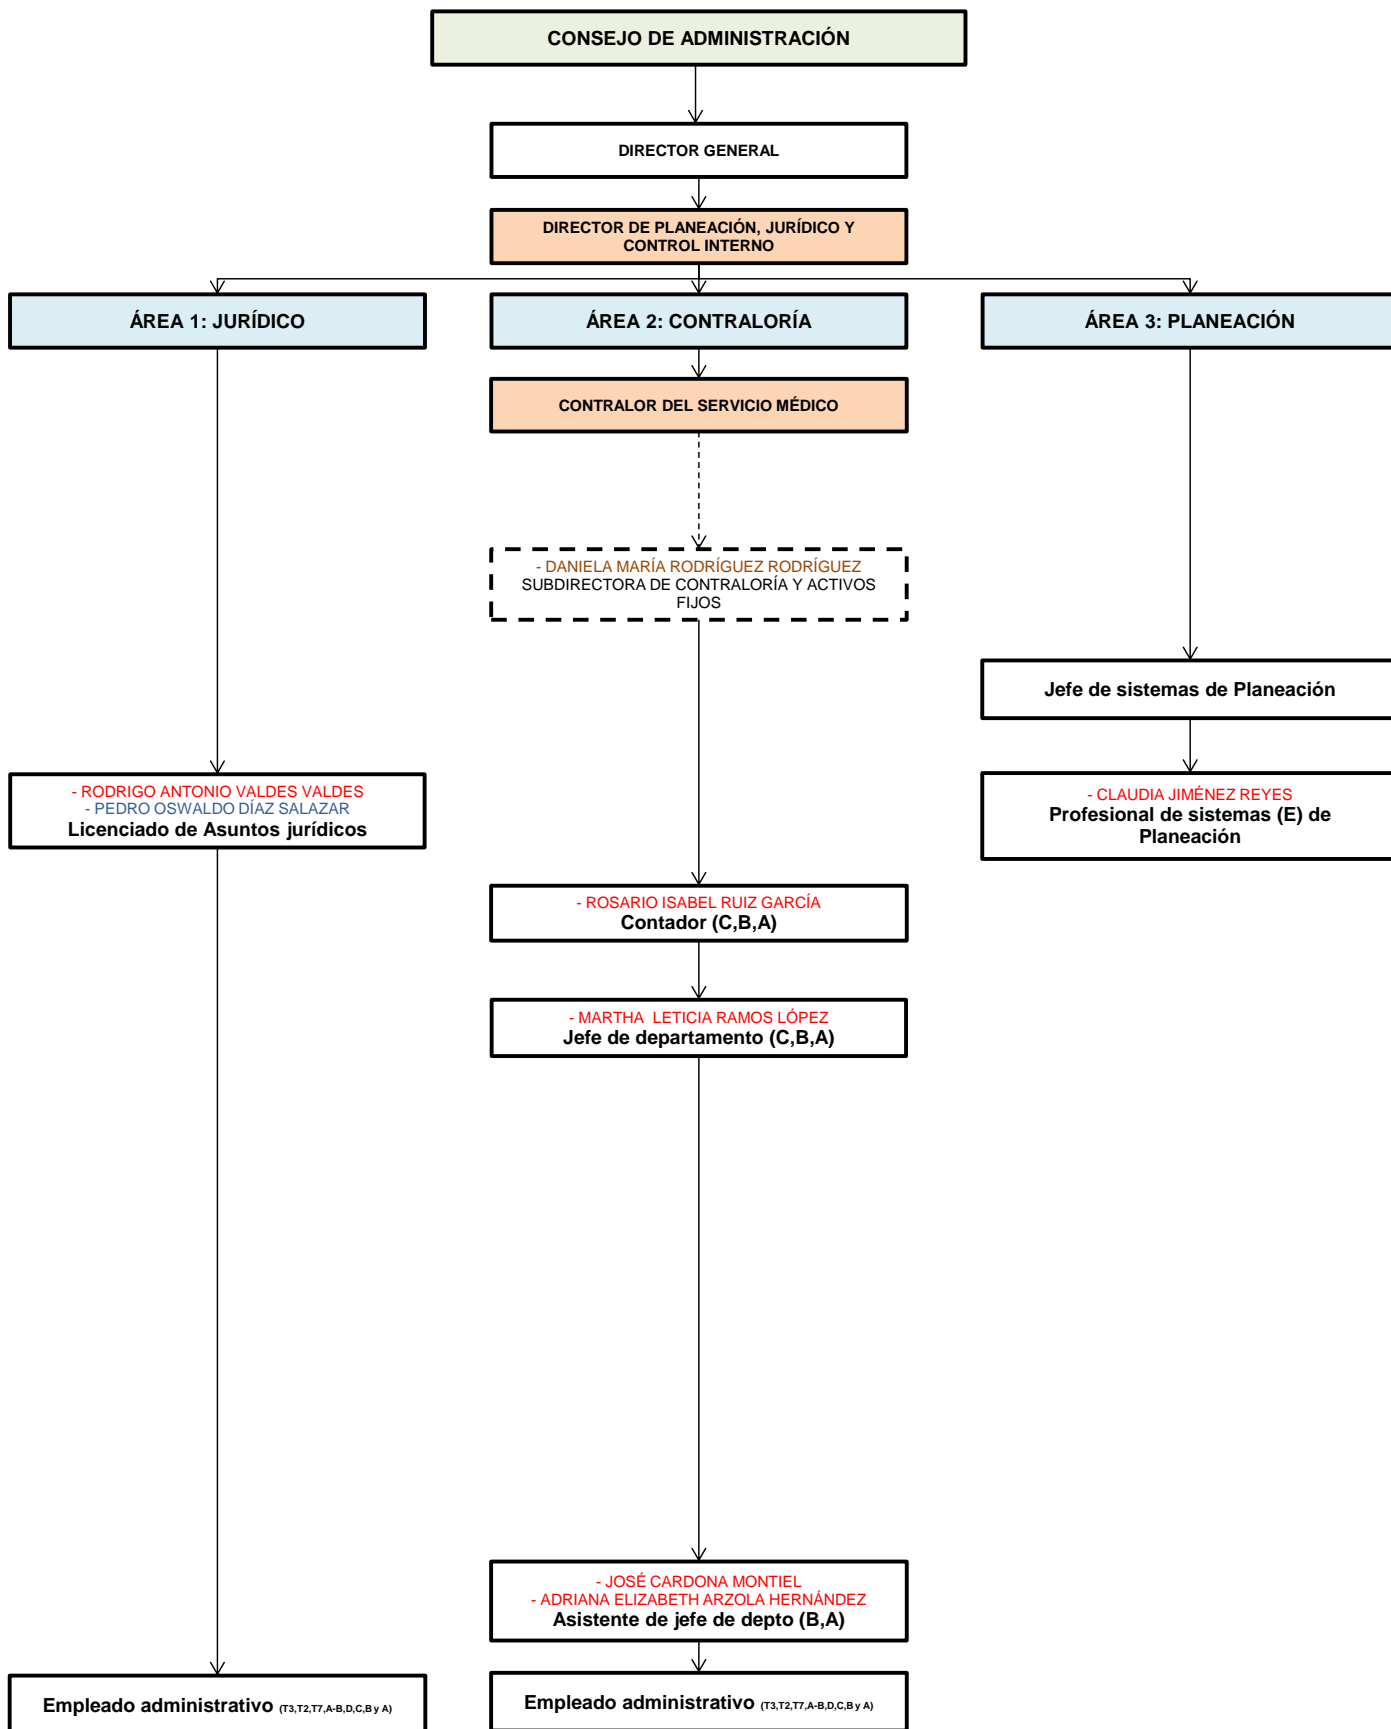 CONSEJO DE ADMINISTRACIÓN
DIRECTOR GENERAL
DIRECTOR DE PLANEACIÓN, JURÍDICO Y
CONTROL INTERNO
ÁREA 1: JURÍDICO
ÁREA 2: CONTRALORÍA
ÁREA 3: PLANEACIÓN
CONTRALOR DEL SERVICIO MÉDICO
- DANIELA MARÍA RODRÍGUEZ RODRÍGUEZ
SUBDIRECTORA DE CONTRALORÍA Y ACTIVOS
FIJOS
Jefe de sistemas de Planeación
- RODRIGO ANTONIO VALDES VALDES
- PEDRO OSWALDO DÍAZ SALAZAR
Licenciado de Asuntos jurídicos
- CLAUDIA JIMÉNEZ REYES
Profesional de sistemas (E) de
Planeación
- ROSARIO ISABEL RUIZ GARCÍA
Contador (C,B,A)
- MARTHA  LETICIA RAMOS LÓPEZ
Jefe de departamento (C,B,A)
- JOSÉ CARDONA MONTIEL
- ADRIANA ELIZABETH ARZOLA HERNÁNDEZ
Asistente de jefe de depto (B,A)
Empleado administrativo (T3,T2,T7,A-B,D,C,B y A)
Empleado administrativo (T3,T2,T7,A-B,D,C,B y A)